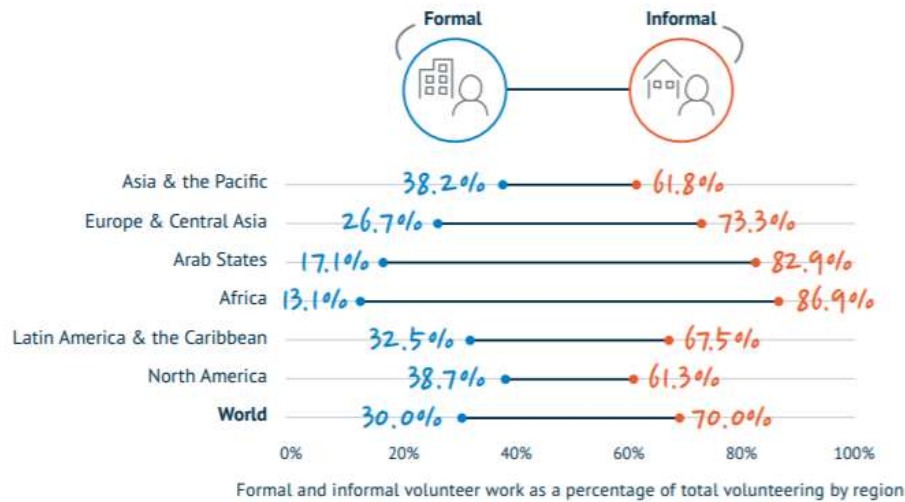 Formal Informal
Asia & the Pacific 38.2% 61.8%
Europe & Central Asia 26.7% 73.3%
Arab States 17.1% 82.9%
Africa 13.1% 86.9%
Latin America & the Caribbean 32.5% 67.5%
North America 38.7% 61.3%
World 30.0% 70.0%
0% 20% 40% 60% 80% 100%
Formal and informal volunteer work as a percentage of total volunteering by region